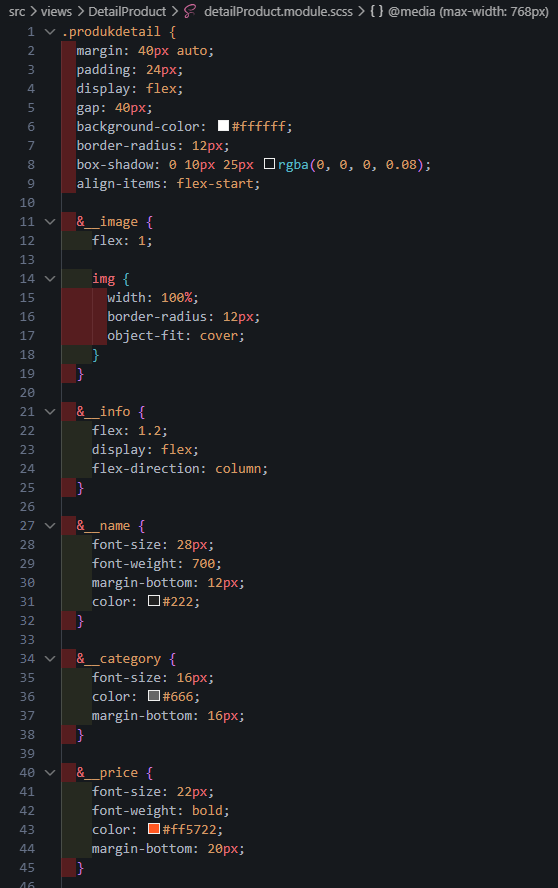 src > views > DetailProduct > detailProduct.module.scss > { } @media (max-width: 768px)
1 .produkdetail {
2 margin: 40px auto;
3 padding: 24px;
4 display: flex;
5 gap: 40px;
6 background-color: #ffffff;
7 border-radius: 12px;
8 box-shadow: 0 10px 25px rgba(0, 0, 0, 0.08);
9 align-items: flex-start;
10
11 &__image {
12 flex: 1;
13
14 img {
15 width: 100%;
16 border-radius: 12px;
17 object-fit: cover;
18 }
19 }
20
21 &__info {
22 flex: 1.2;
23 display: flex;
24 flex-direction: column;
25 }
26
27 &__name {
28 font-size: 28px;
29 font-weight: 700;
30 margin-bottom: 12px;
31 color: #222;
32 }
33
34 &__category {
35 font-size: 16px;
36 color: #666;
37 margin-bottom: 16px;
38 }
39
40 &__price {
41 font-size: 22px;
42 font-weight: bold;
43 color: #ff5722;
44 margin-bottom: 20px;
45 }
46